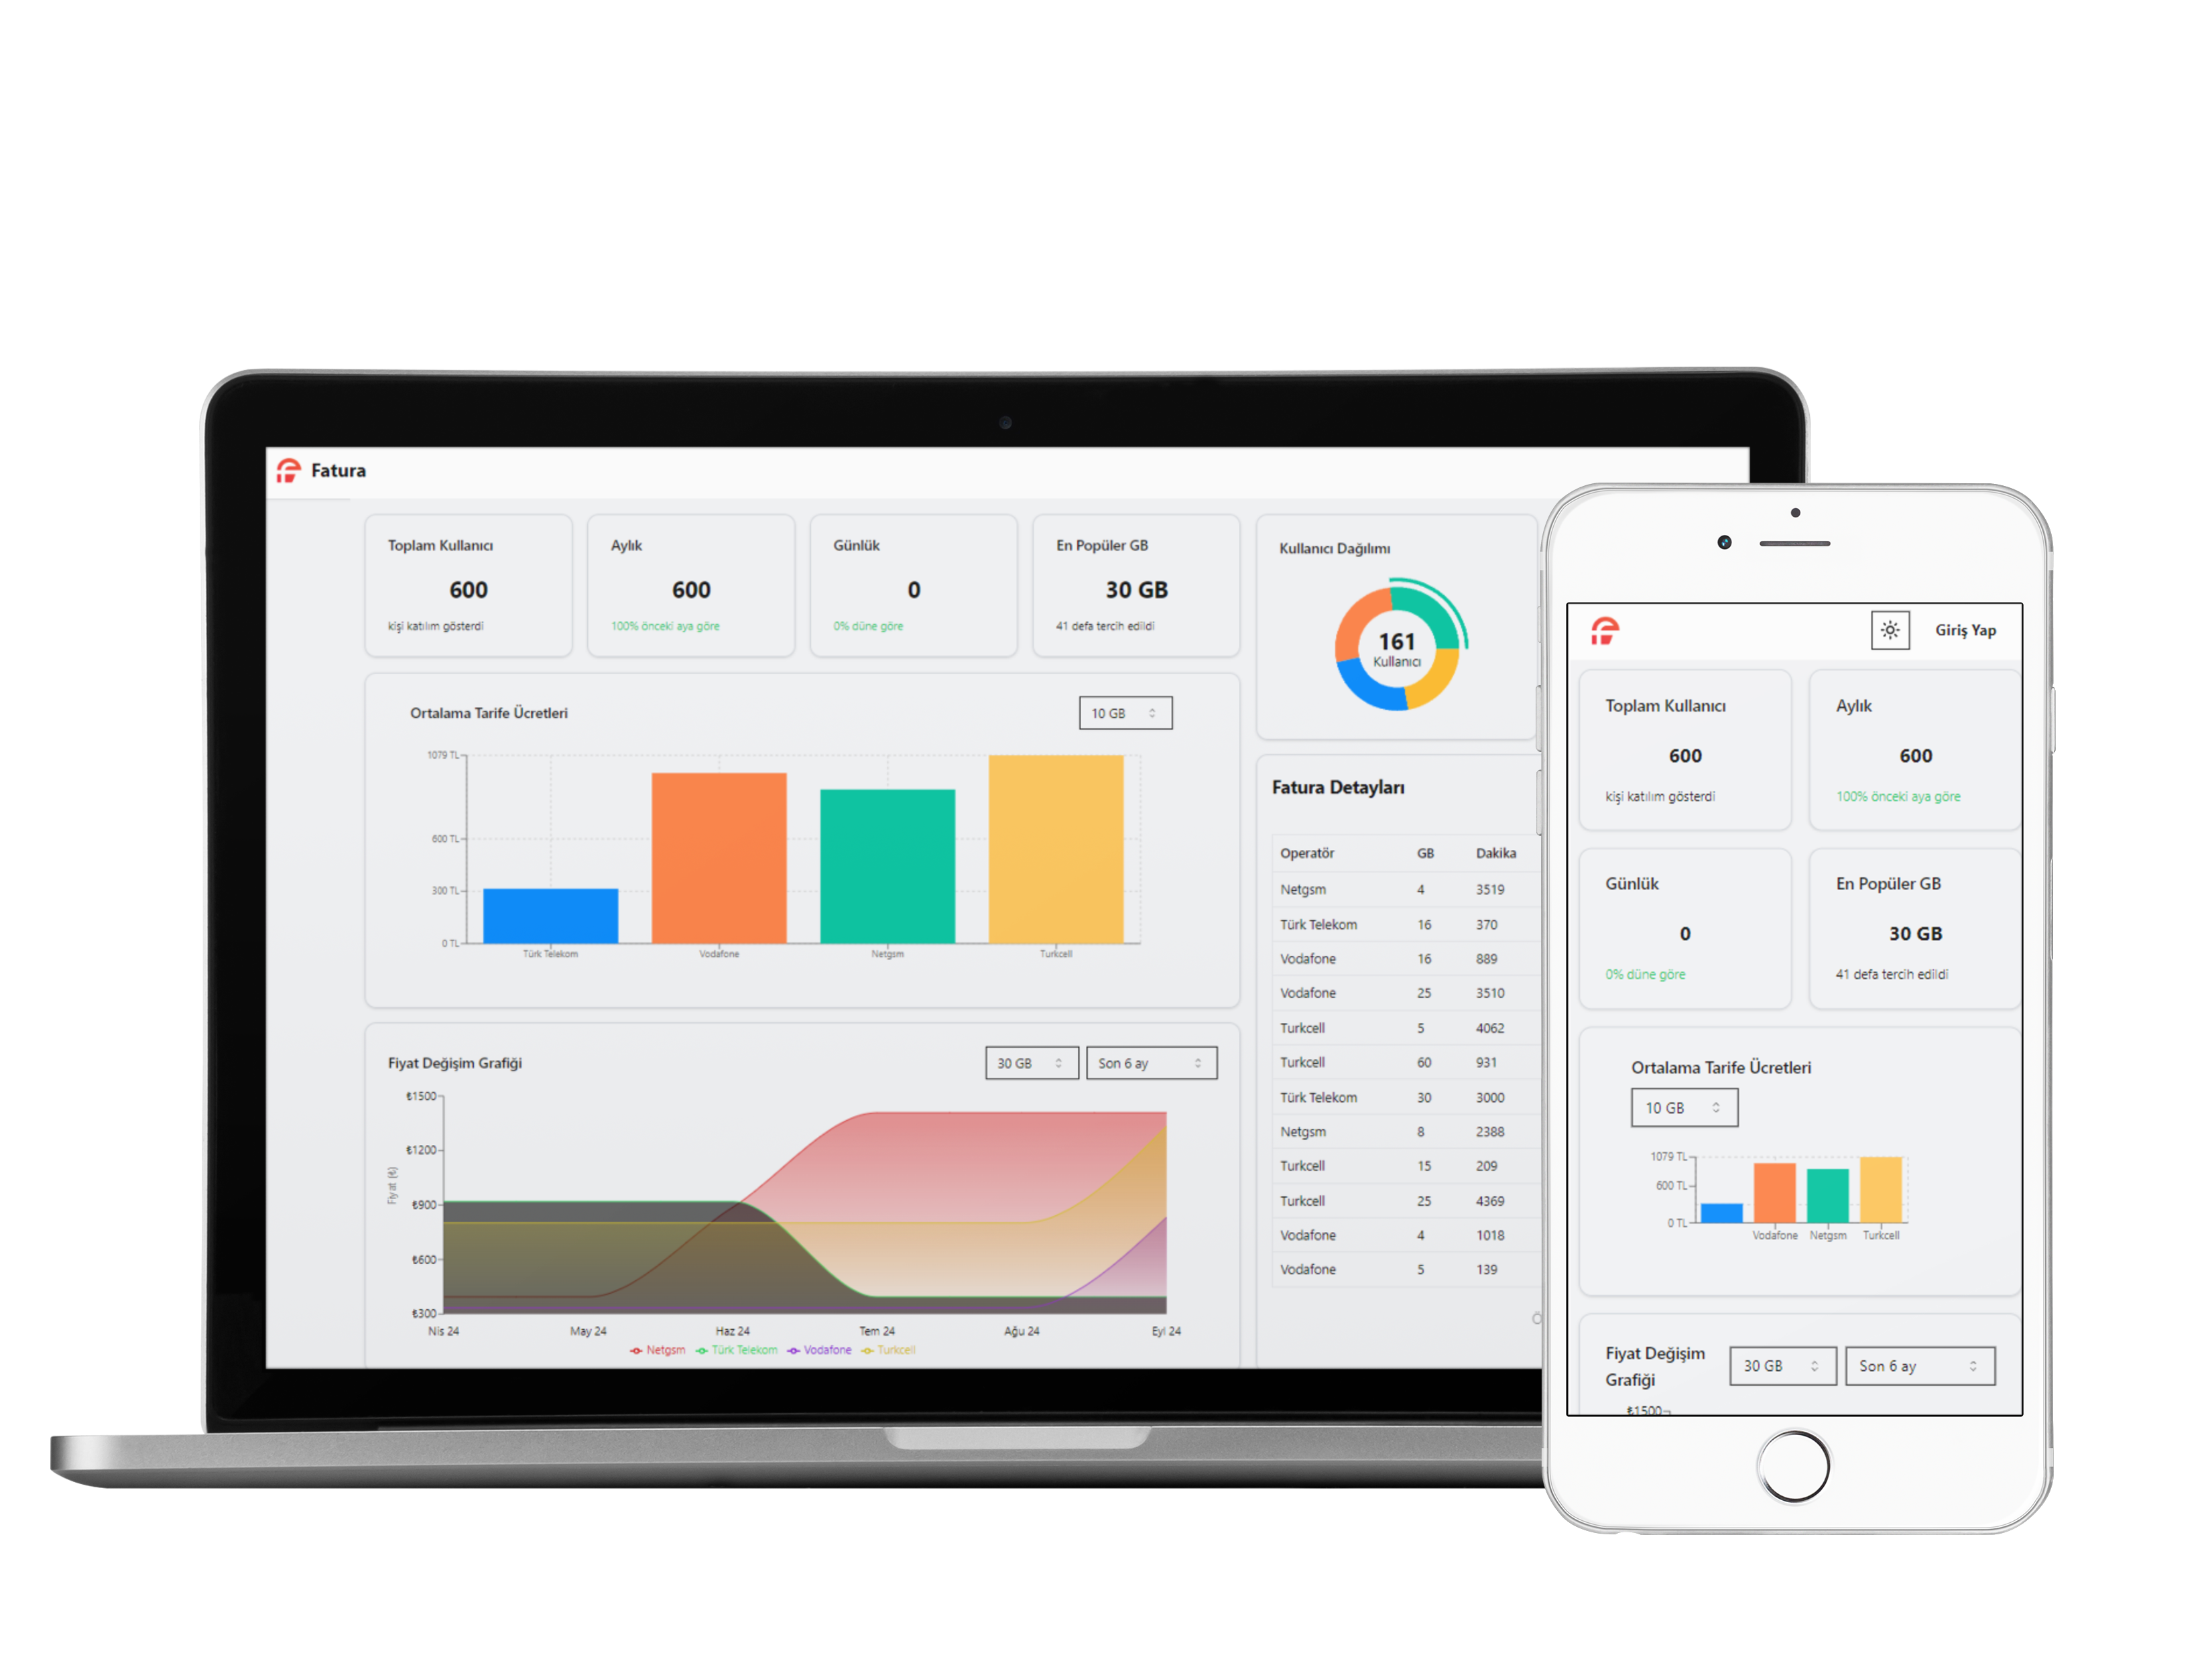 Fatura
Toplam Kullanıcı
600
kişi katılım gösterdi
Aylık
600
100% önceki aya göre
Günlük
0
0% düne göre
En Popüler GB
30 GB
41 defa tercih edildi
Kullanıcı Dağılımı
161
Kullanıcı
Ortalama Tarife Ücretleri
10 GB
1079 TL
600 TL
300 TL
0 TL
Türk Telekom Vodafone Netgsm Turkcell
Fiyat Değişim Grafiği
30 GB
Son 6 ay
Fiyat (₺)
₺1500
₺1200
₺900
₺600
₺300
Nis 24 May 24 Haz 24 Tem 24 Ağu 24 Eyl 24
Netgsm Türk Telekom Vodafone Turkcell
Fatura Detayları
Operatör GB Dakika
Netgsm 4 3519
Türk Telekom 16 370
Vodafone 16 889
Vodafone 25 3510
Turkcell 5 4062
Turkcell 60 931
Türk Telekom 30 3000
Netgsm 8 2388
Turkcell 15 209
Turkcell 25 4369
Vodafone 4 1018
Vodafone 5 139
Giriş Yap
Toplam Kullanıcı
600
kişi katılım gösterdi
Aylık
600
100% önceki aya göre
Günlük
0
0% düne göre
En Popüler GB
30 GB
41 defa tercih edildi
Ortalama Tarife Ücretleri
10 GB
1079 TL
600 TL
0 TL
Vodafone Netgsm Turkcell
Fiyat Değişim
Grafiği
30 GB
Son 6 ay
₺1500